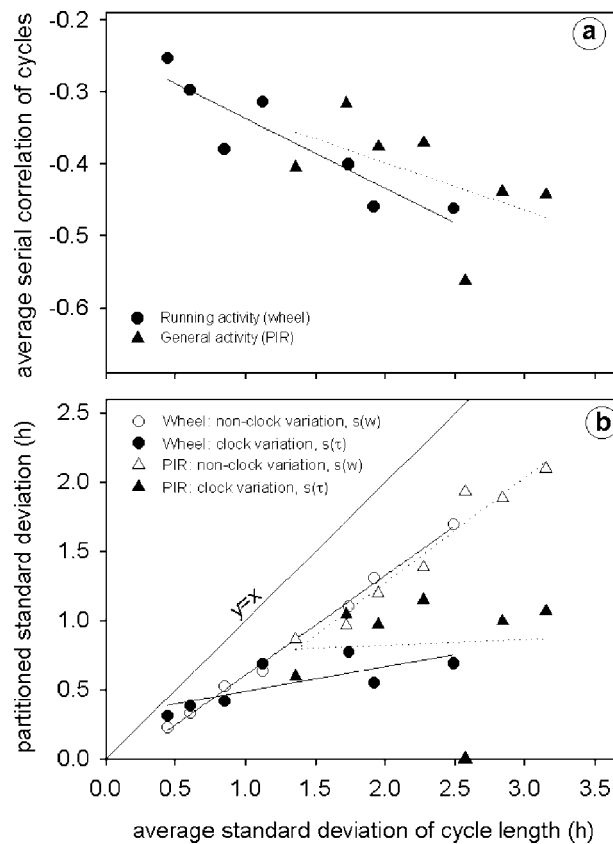 a
average serial correlation of cycles
-0.2
-0.3
-0.4
-0.5
-0.6
Running activity (wheel)
General activity (PIR)
b
partitioned standard deviation (h)
2.5
2.0
1.5
1.0
0.5
0.0
Wheel: non-clock variation, s(w)
Wheel: clock variation, s(τ)
PIR: non-clock variation, s(w)
PIR: clock variation, s(τ)
0.0 0.5 1.0 1.5 2.0 2.5 3.0 3.5
average standard deviation of cycle length (h)